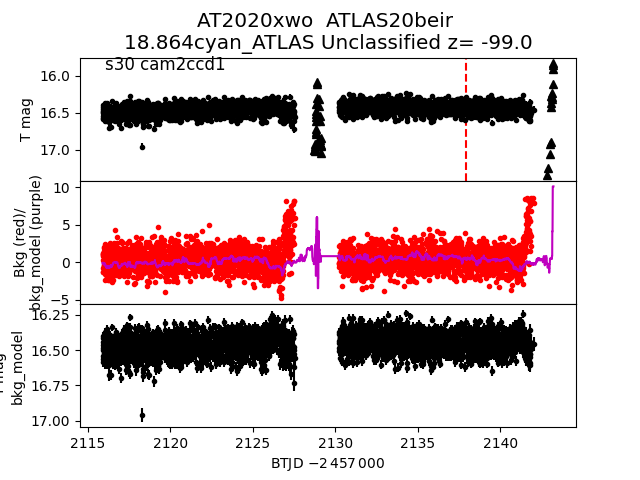 AT2020xwo  ATLAS20beir
18.864cyan_ATLAS Unclassified z= -99.0
s30 cam2ccd1
T mag
16.0
16.5
17.0
Bkg (red)/
bkg_model (purple)
10
5
0
−5
mag
bkg_model
16.25
16.50
16.75
17.00
2115
2120
2125
2130
2135
2140
BTJD −2 457 000